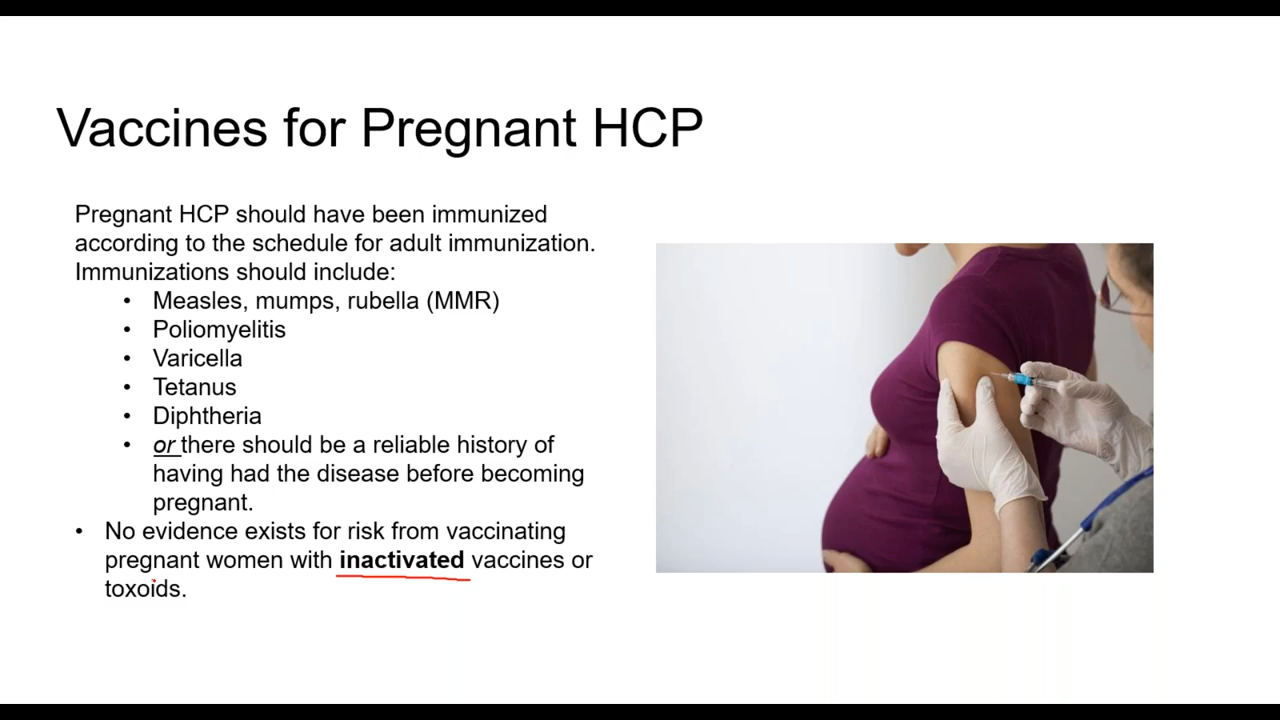 Vaccines for Pregnant HCP
Pregnant HCP should have been immunized
according to the schedule for adult immunization.
Immunizations should include:
• Measles, mumps, rubella (MMR)
• Poliomyelitis
• Varicella
• Tetanus
• Diphtheria
• or there should be a reliable history of
having had the disease before becoming
pregnant.
• No evidence exists for risk from vaccinating
pregnant women with inactivated vaccines or
toxoids.